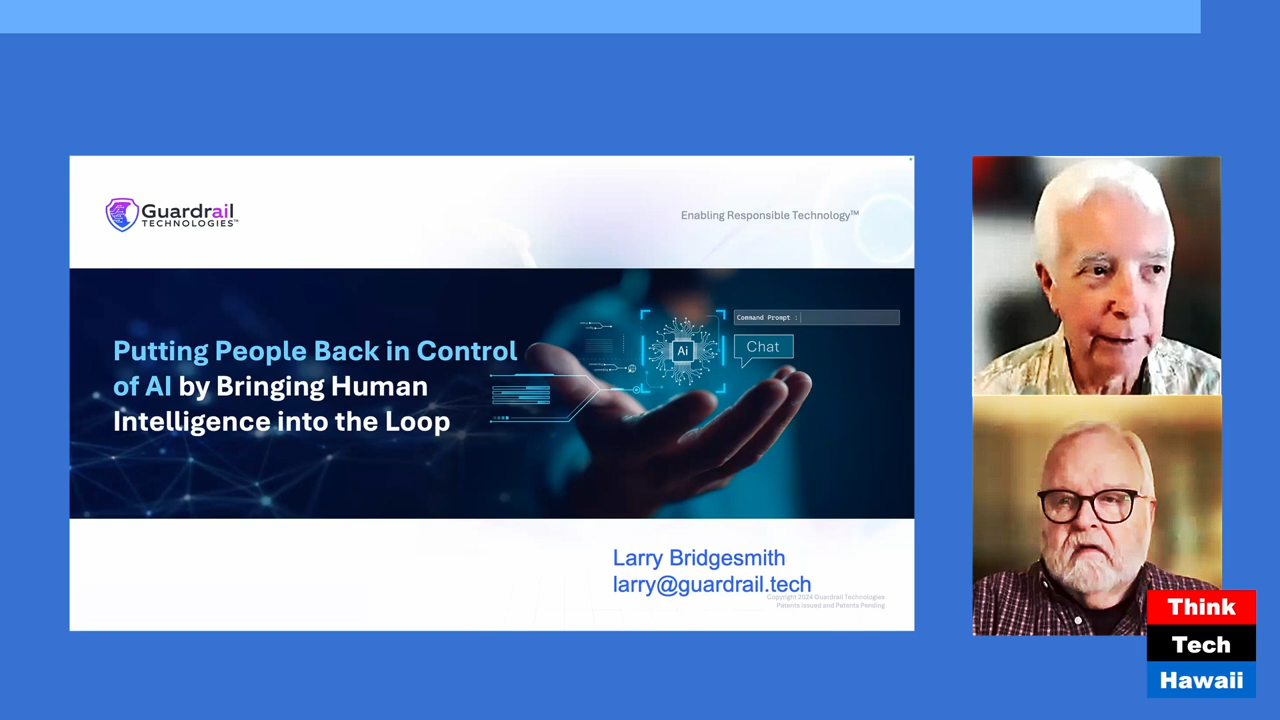 Guardrail
TECHNOLOGIES™
Enabling Responsible Technology™
Putting People Back in Control
of AI by Bringing Human
Intelligence into the Loop
Ai
Command Prompt :
Chat
Larry Bridgesmith
larry@guardrail.tech
Copyright 2024 Guardrail Technologies
Patents Issued and Patents Pending
Think
Tech
Hawaii